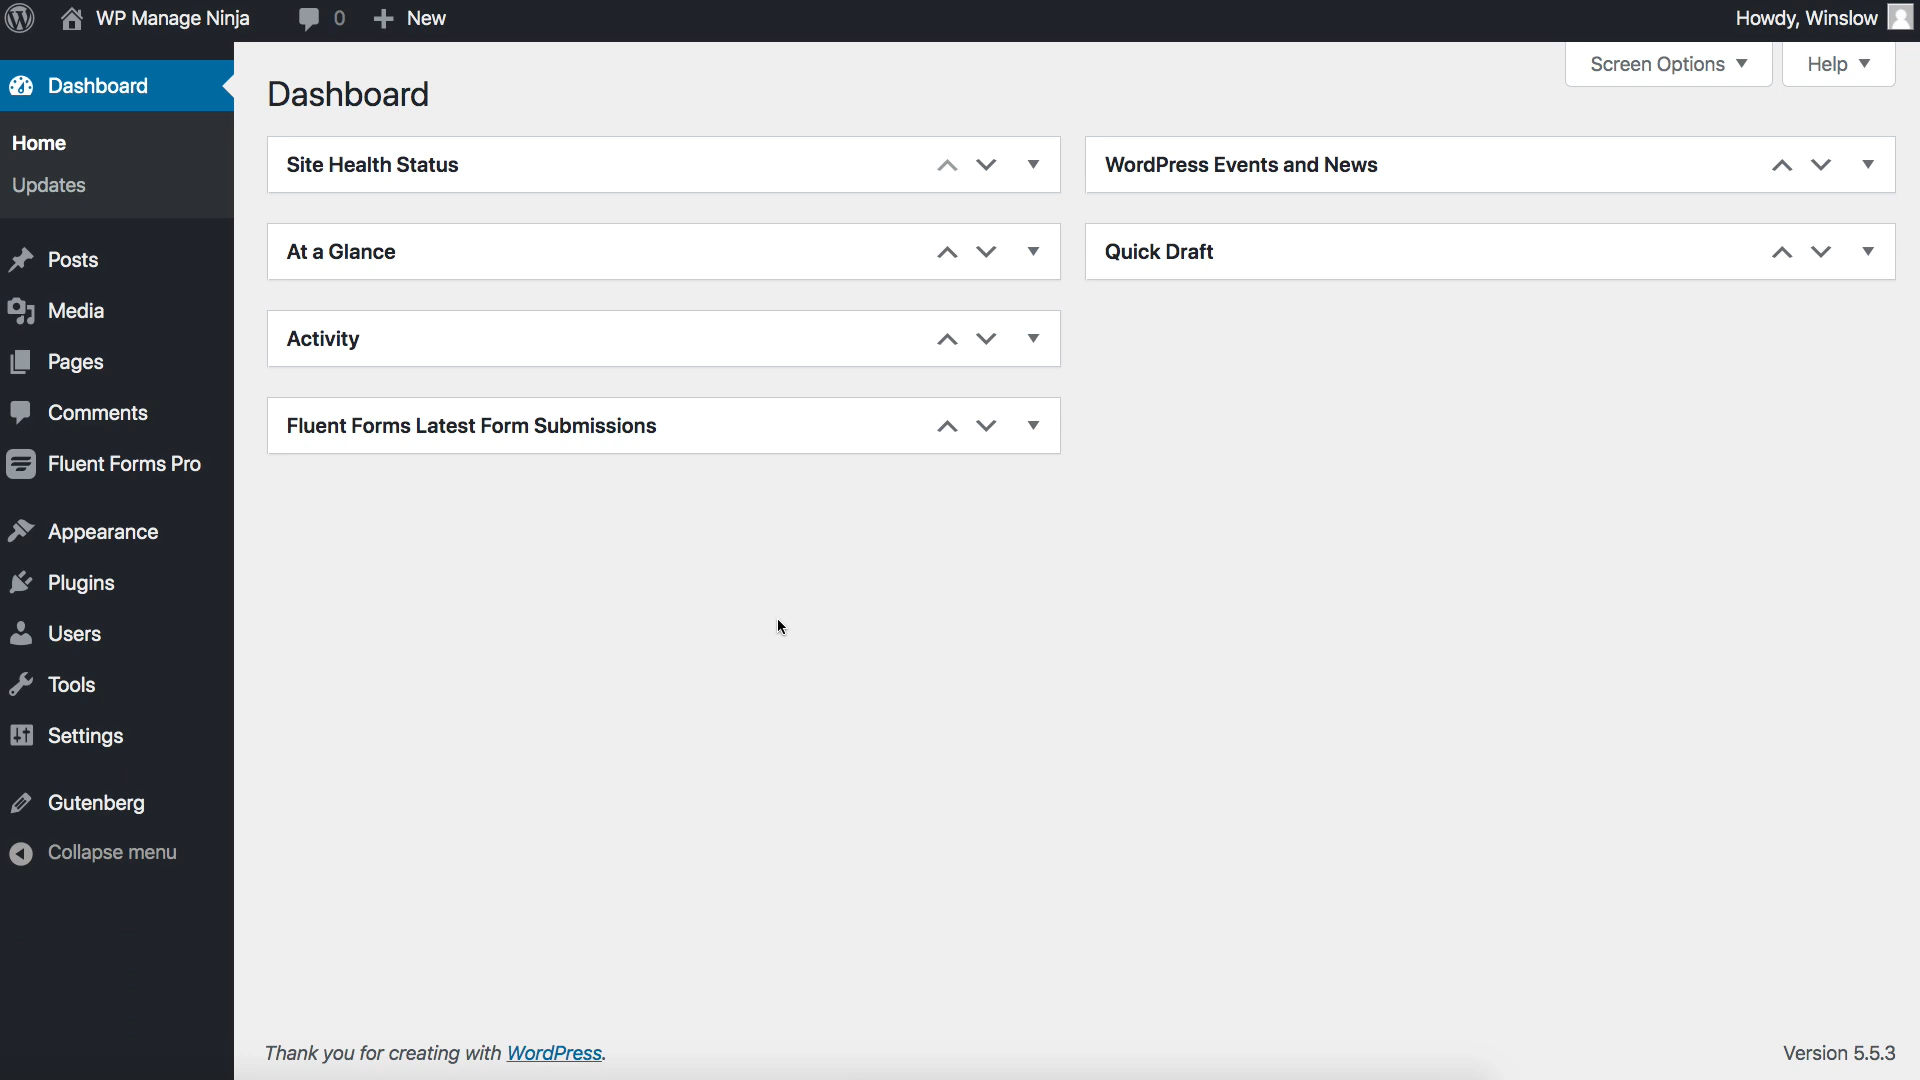 WP Manage Ninja
0
New
Howdy, Winslow
Screen Options
Help
Dashboard
Home
Updates
Posts
Media
Pages
Comments
Fluent Forms Pro
Appearance
Plugins
Users
Tools
Settings
Gutenberg
Collapse menu
Dashboard
Site Health Status
At a Glance
Activity
Fluent Forms Latest Form Submissions
WordPress Events and News
Quick Draft
Thank you for creating with WordPress.
Version 5.5.3